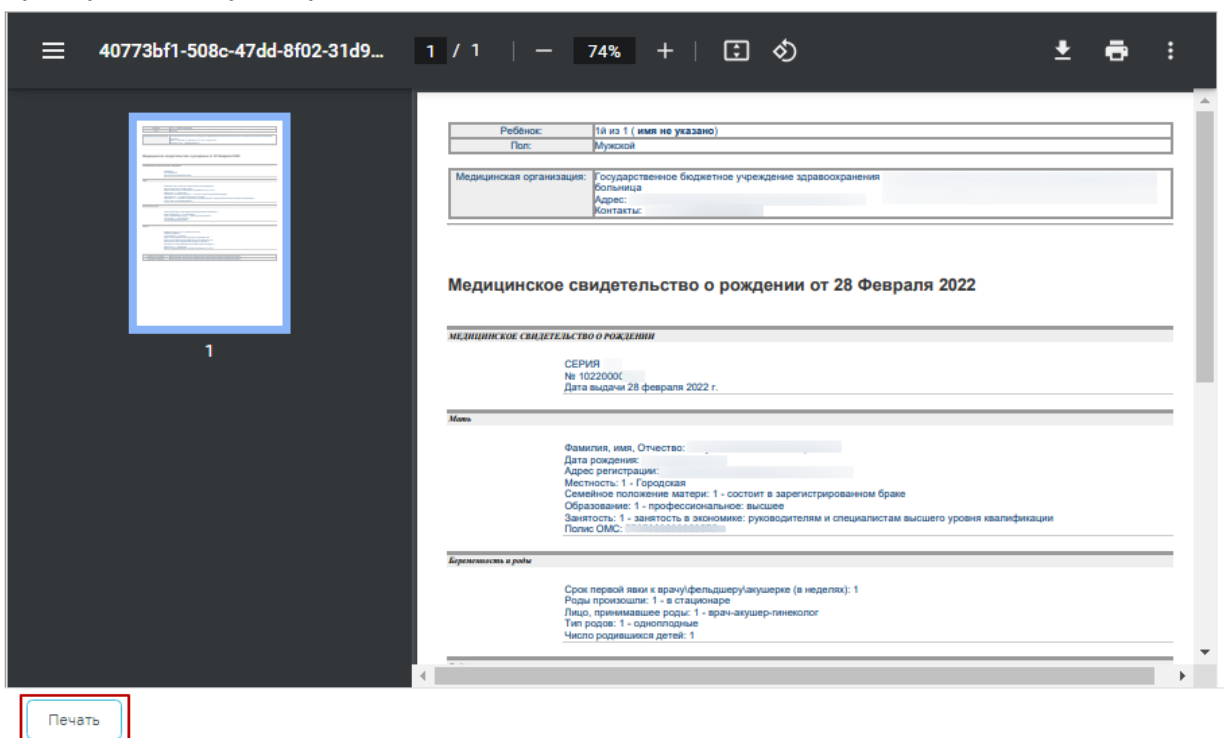 40773bf1-508c-47dd-8f02-31d9... 1 / 1 74%
Ребёнок: 1й из 1 ( имя не указано)
Пол: Мужской
Медицинская организация: Государственное бюджетное учреждение здравоохранения
больница
Адрес:
Контакты:
Медицинское свидетельство о рождении от 28 Февраля 2022
МЕДИЦИНСКОЕ СВИДЕТЕЛЬСТВО О РОЖДЕНИИ
СЕРИЯ
№ 1022000
Дата выдачи 28 февраля 2022 г.
Мать
Фамилия, имя, Отчество:
Дата рождения:
Адрес регистрации:
Местность: 1 - Городская
Семейное положение матери: 1 - состоит в зарегистрированном браке
Образование: 1 - профессиональное: высшее
Занятость: 1 - занятость в экономике: руководителям и специалистам высшего уровня квалификации
Полис ОМС:
Беременность и роды
Срок первой явки к врачу\фельдшеру\акушерке (в неделях): 1
Роды произошли: 1 - в стационаре
Лицо, принимавшее роды: 1 - врач-акушер-гинеколог
Тип родов: 1 - одноплодные
Число родившихся детей: 1
1
Печать